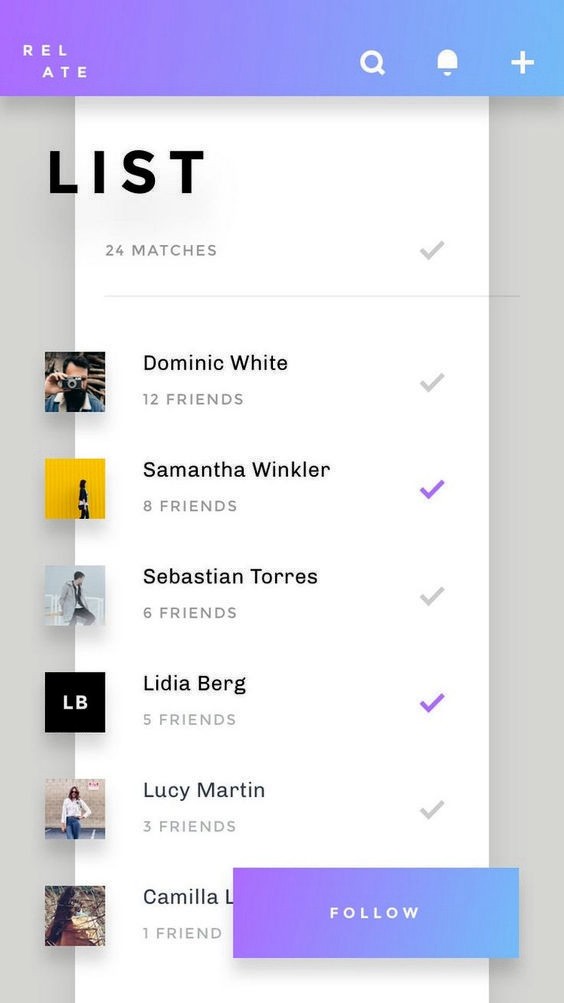 REL
ATE
LIST
24 MATCHES
Dominic White
12 FRIENDS
Samantha Winkler
8 FRIENDS
Sebastian Torres
6 FRIENDS
LB
Lidia Berg
5 FRIENDS
Lucy Martin
3 FRIENDS
Camilla L
1 FRIEND
FOLLOW